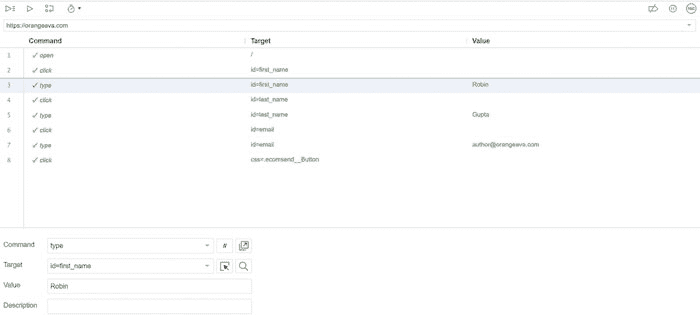 https://orangeava.com
Command Target Value
1 ✓ open /
2 ✓ click id=first_name
3 ✓ type id=first_name Robin
4 ✓ click id=last_name
5 ✓ type id=last_name Gupta
6 ✓ click id=email
7 ✓ type id=email author@orangeava.com
8 ✓ click css=.ecomsend__Button
Command type
#
Target id=first_name
Value Robin
Description